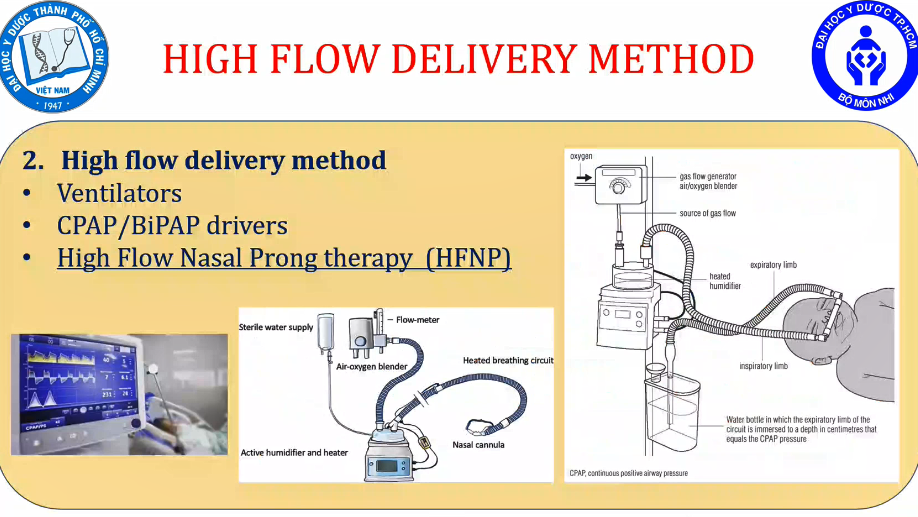 ĐẠI HỌC Y DƯỢC THÀNH PHỐ HỒ CHÍ MINH
VIỆT NAM
1947
HIGH FLOW DELIVERY METHOD
ĐẠI HỌC Y DƯỢC TP.HCM
BỘ MÔN NHI
2. High flow delivery method
• Ventilators
• CPAP/BiPAP drivers
• High Flow Nasal Prong therapy (HFNP)
CPAP/PS
Sterile water supply
Flow-meter
Air-oxygen blender
Heated breathing circuit
Nasal cannula
Active humidifier and heater
oxygen
gas flow generator
air/oxygen blender
source of gas flow
expiratory limb
heated
humidifier
inspiratory limb
Water bottle in which the expiratory limb of the
circuit is immersed to a depth in centimetres that
equals the CPAP pressure
CPAP, continuous positive airway pressure